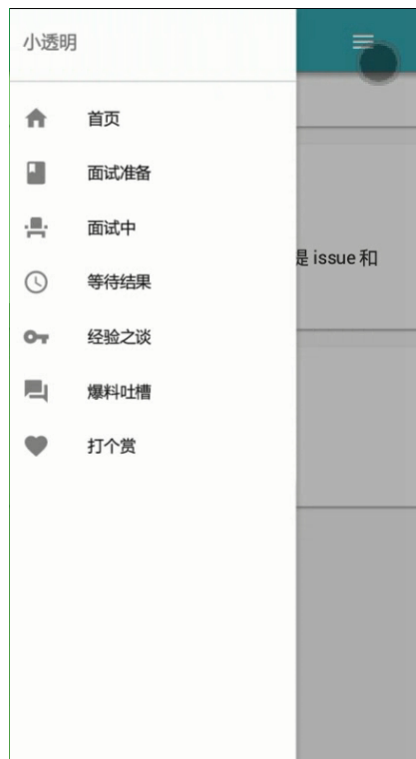 小透明
首页
面试准备
面试中
是 issue 和
等待结果
经验之谈
爆料吐槽
打个赏